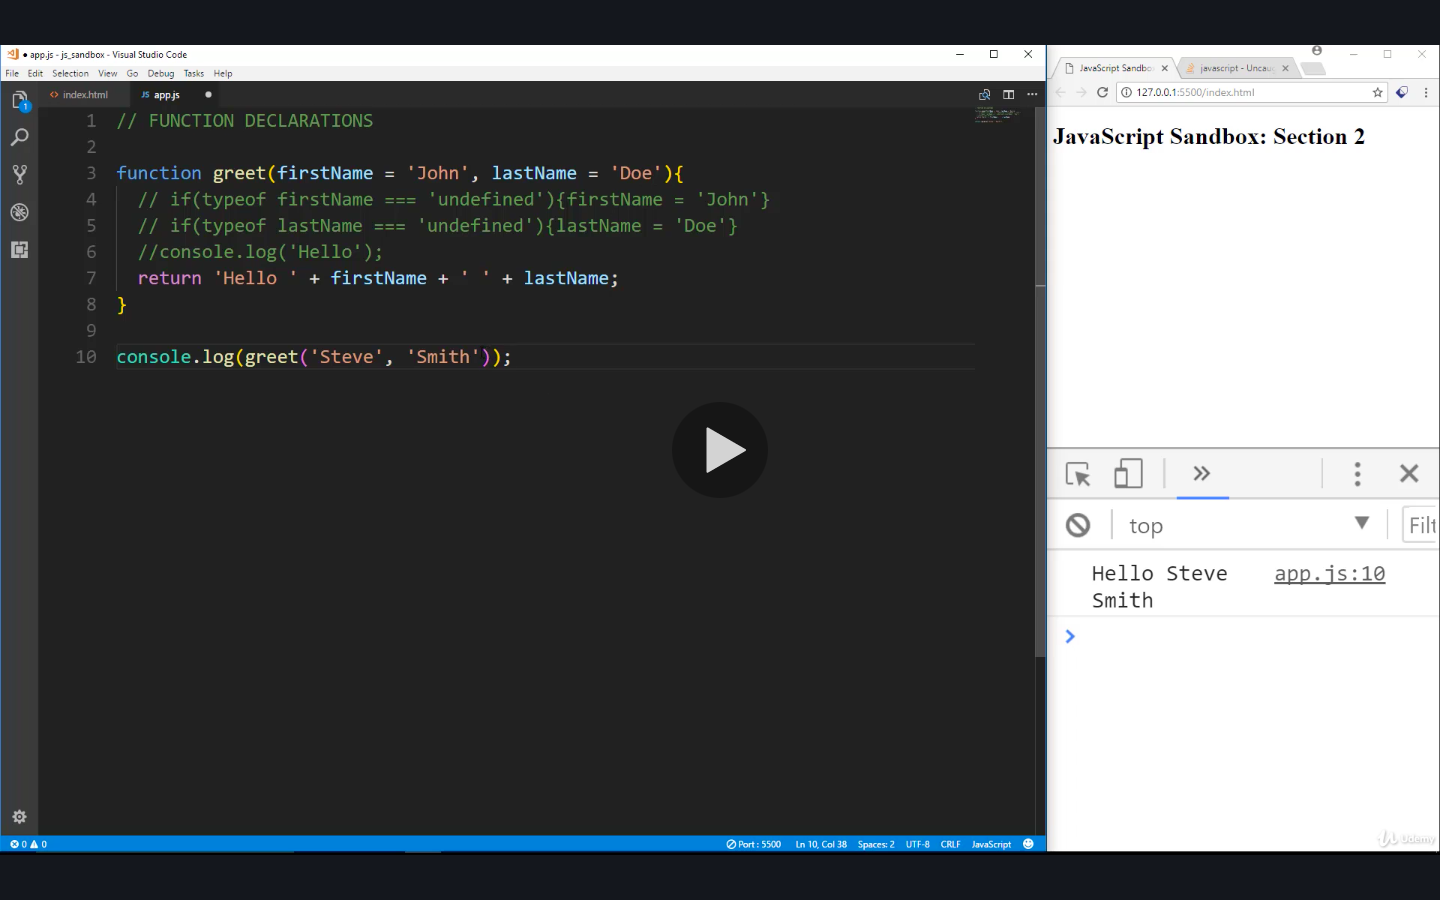 ● app.js - js_sandbox - Visual Studio Code
File Edit Selection View Go Debug Tasks Help
index.html JS app.js
1 // FUNCTION DECLARATIONS
2
3 function greet(firstName = 'John', lastName = 'Doe'){
4 // if(typeof firstName === 'undefined'){firstName = 'John'}
5 // if(typeof lastName === 'undefined'){lastName = 'Doe'}
6 //console.log('Hello');
7 return 'Hello ' + firstName + ' ' + lastName;
8 }
9
10 console.log(greet('Steve', 'Smith'));
1
0 0 Port : 5500 Ln 10, Col 38 Spaces: 2 UTF-8 CRLF JavaScript
JavaScript Sandbo javascript - Uncau
127.0.0.1:5500/index.html
JavaScript Sandbox: Section 2
top Filt
Hello Steve app.js:10
Smith
Udemy